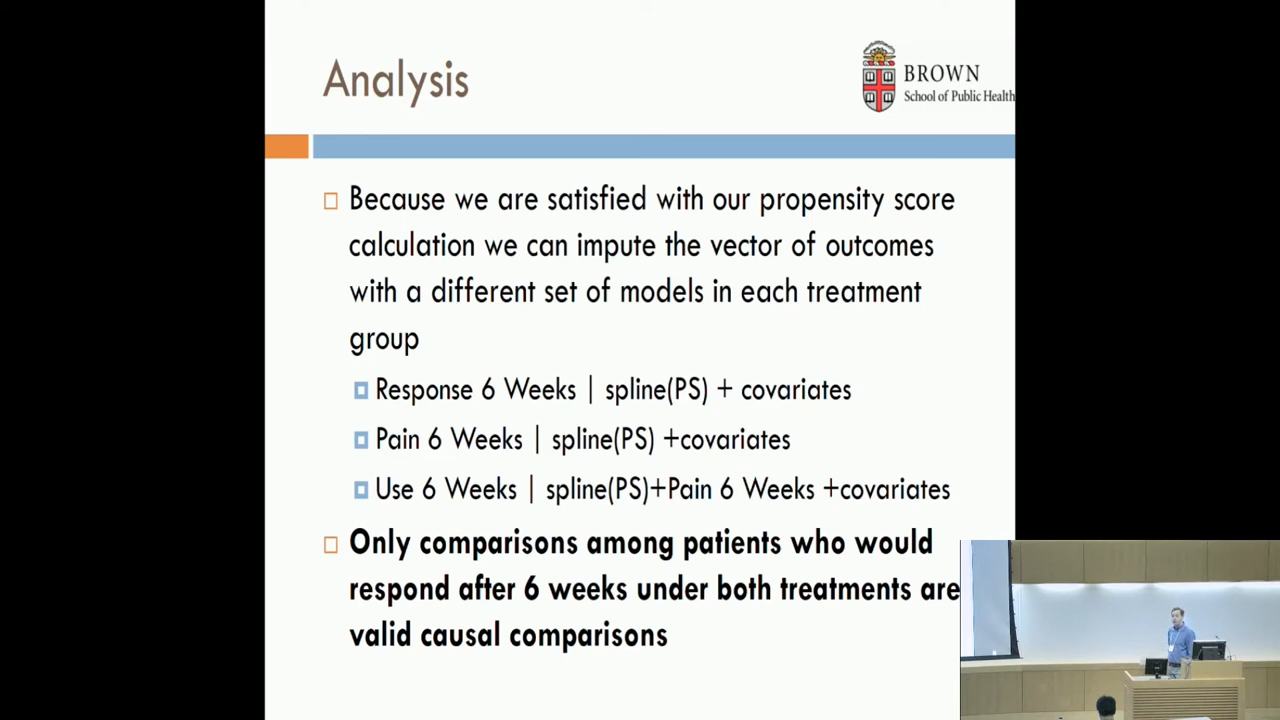 Analysis
BROWN
School of Public Health
Because we are satisfied with our propensity score
calculation we can impute the vector of outcomes
with a different set of models in each treatment
group
Response 6 Weeks | spline(PS) + covariates
Pain 6 Weeks | spline(PS) +covariates
Use 6 Weeks | spline(PS)+Pain 6 Weeks +covariates
Only comparisons among patients who would
respond after 6 weeks under both treatments are
valid causal comparisons